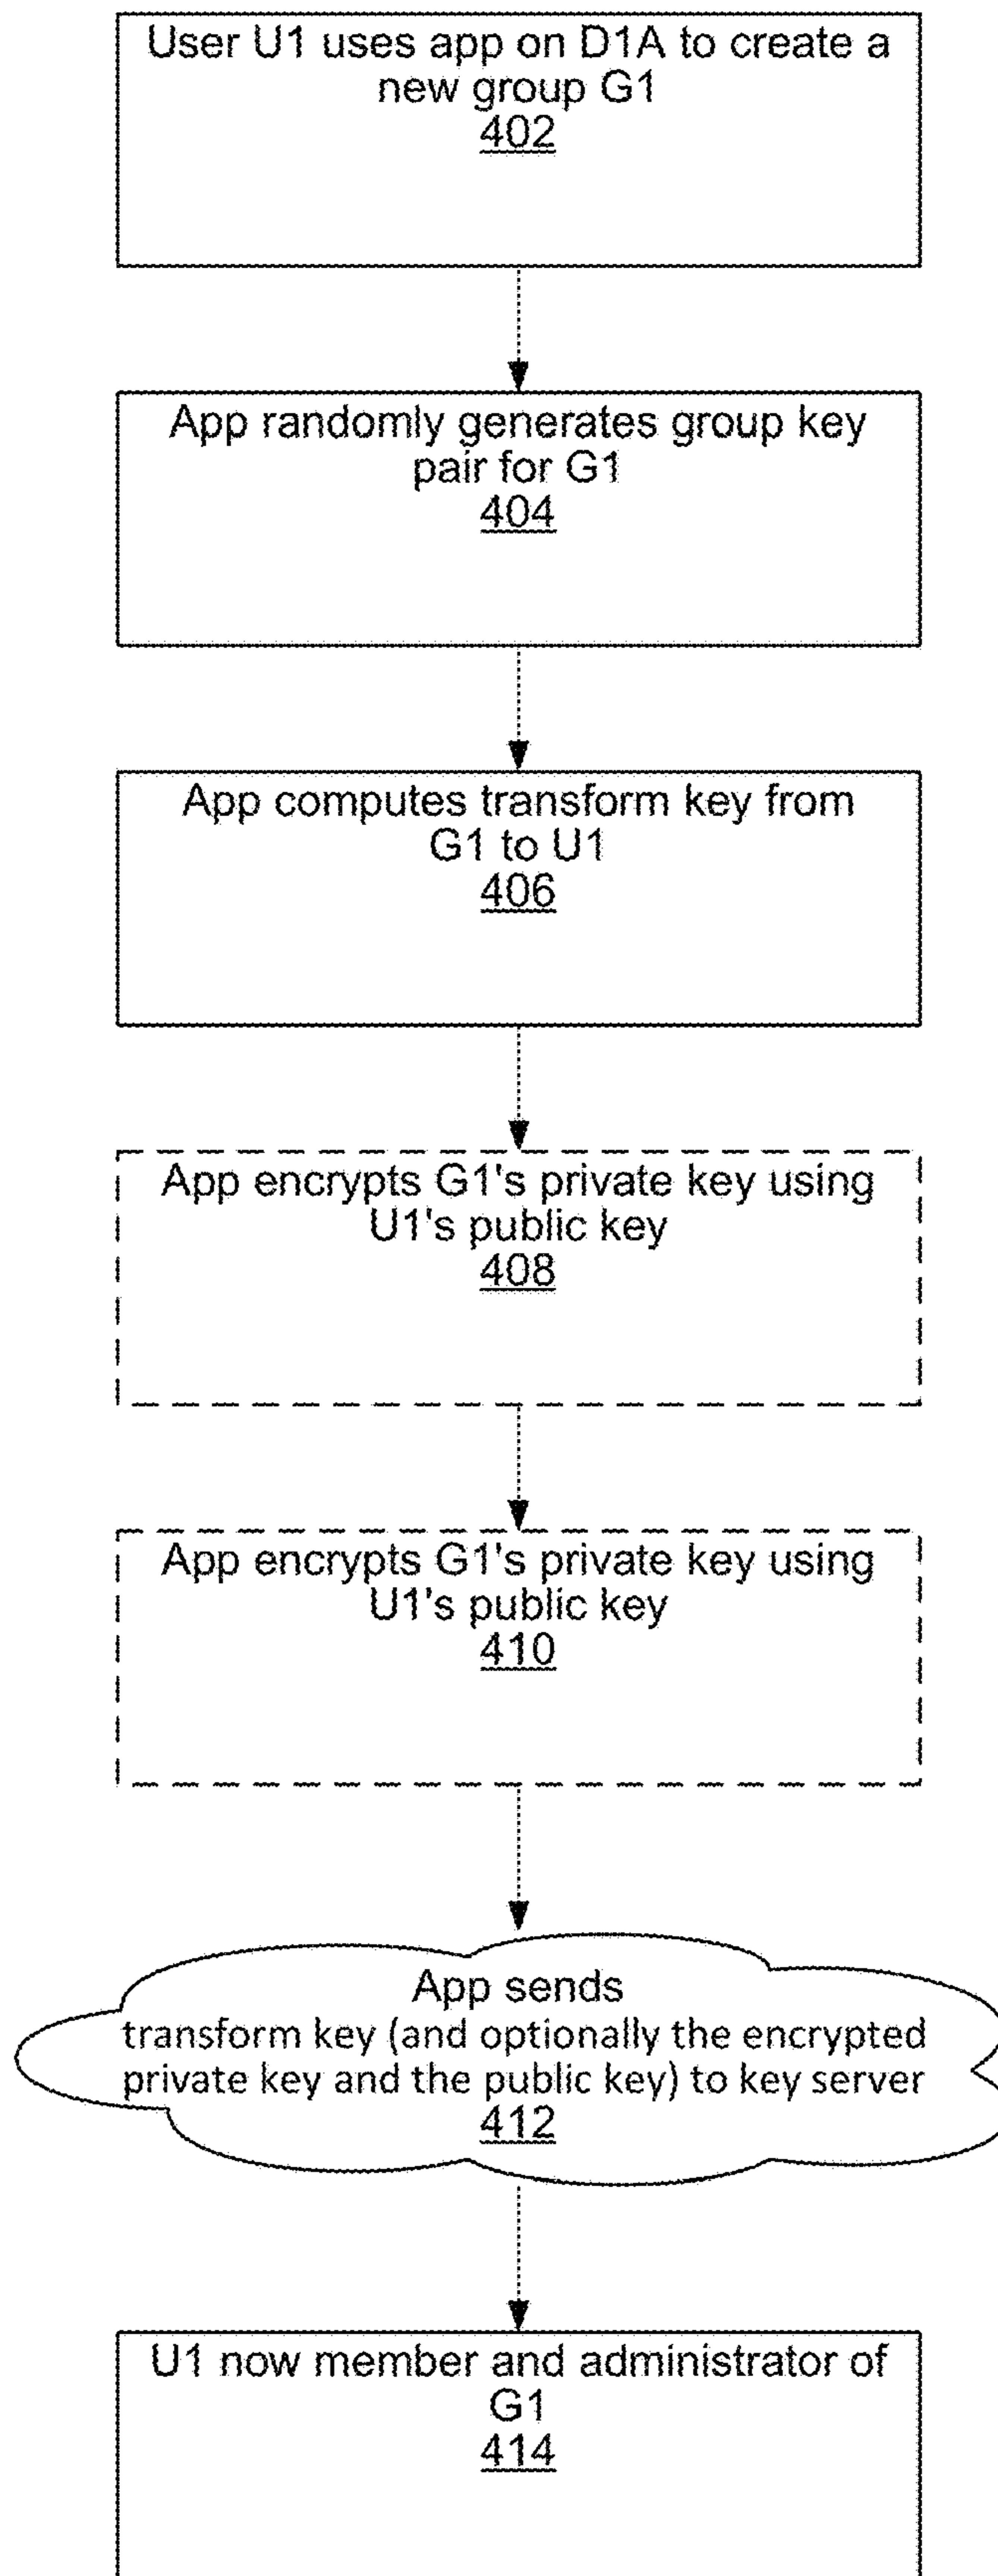 User U1 uses app on D1A to create a
new group G1
402
App randomly generates group key
pair for G1
404
App computes transform key from
G1 to U1
406
App encrypts G1's private key using
U1's public key
408
App encrypts G1's private key using
U1's public key
410
App sends
transform key (and optionally the encrypted
private key and the public key) to key server
412
U1 now member and administrator of
G1
414